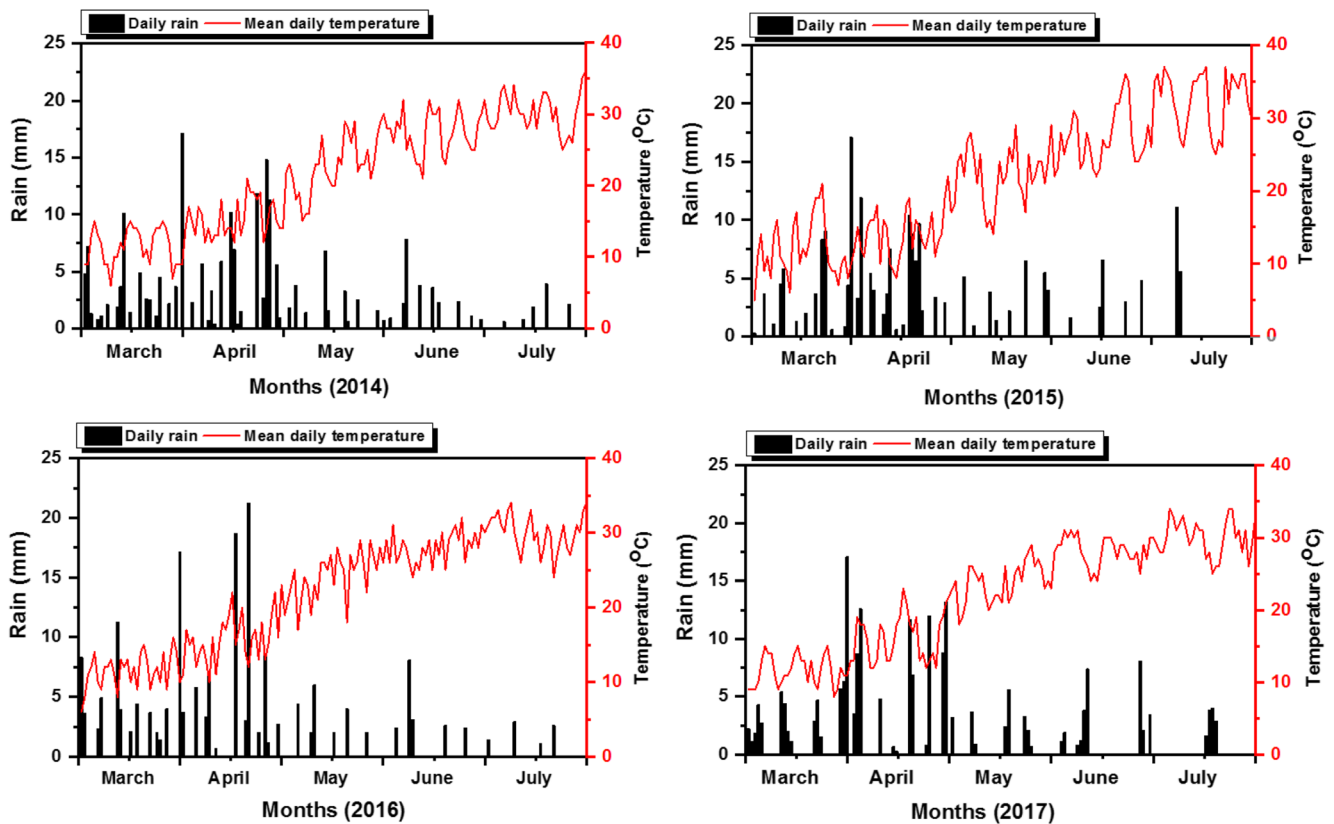 Daily rain Mean daily temperature
25
20
15
10
5
0
Rain (mm)
40
30
20
10
0
Temperature (°C)
March April May June July
Months (2014)
Daily rain Mean daily temperature
25
20
15
10
5
0
Rain (mm)
40
30
20
10
0
Temperature (°C)
March April May June July
Months (2015)
Daily rain Mean daily temperature
25
20
15
10
5
0
Rain (mm)
40
30
20
10
0
Temperature (°C)
March April May June July
Months (2016)
Daily rain Mean daily temperature
25
20
15
10
5
0
Rain (mm)
40
30
20
10
0
Temperature (°C)
March April May June July
Months (2017)